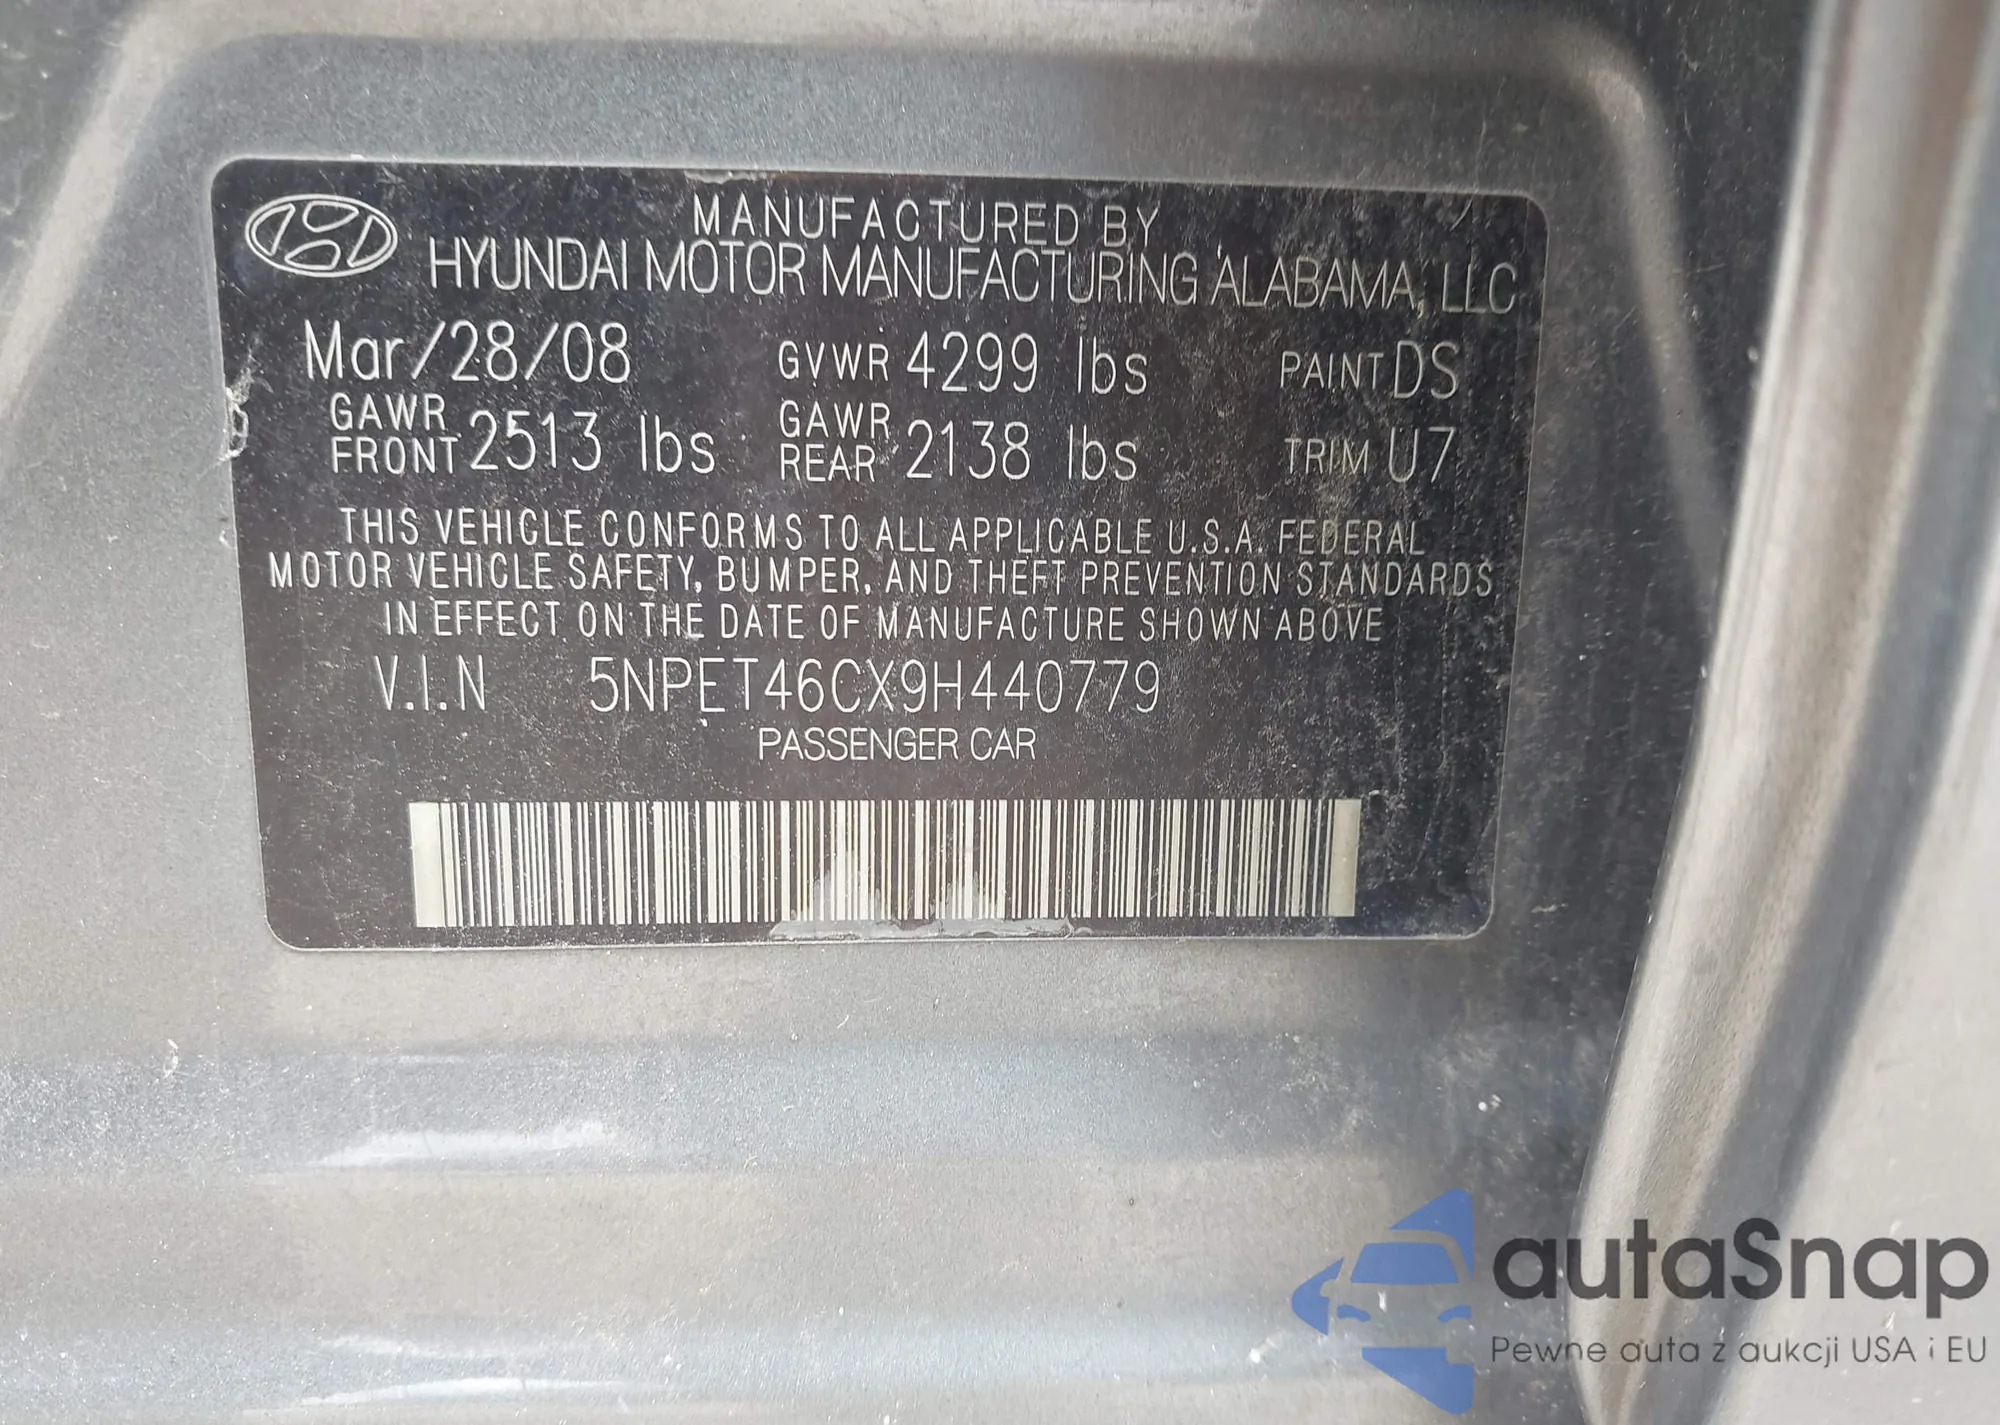 MANUFACTURED BY
HYUNDAI MOTOR MANUFACTURING ALABAMA, LLC
Mar/28/08 GVWR 4299 lbs PAINT DS
GAWR FRONT 2513 lbs GAWR REAR 2138 lbs TRIM U7
THIS VEHICLE CONFORMS TO ALL APPLICABLE U.S.A. FEDERAL
MOTOR VEHICLE SAFETY, BUMPER, AND THEFT PREVENTION STANDARDS
IN EFFECT ON THE DATE OF MANUFACTURE SHOWN ABOVE
V.I.N 5NPET46CX9H440779
PASSENGER CAR
autaSnap
Pewne auta z aukcji USA i EU